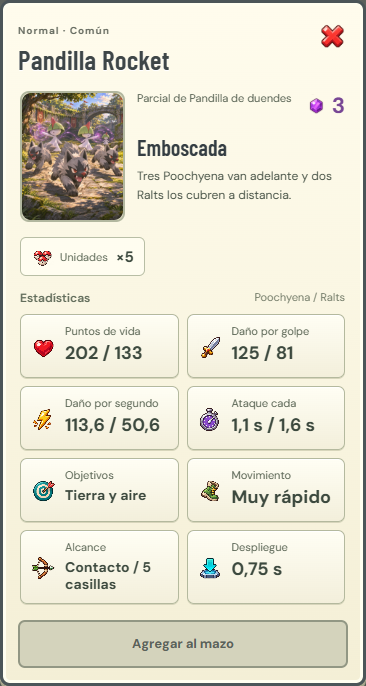 Normal · Común
Pandilla Rocket
Parcial de Pandilla de duendes
3
Emboscada
Tres Poochyena van adelante y dos
Ralts los cubren a distancia.
Unidades ×5
Estadísticas
Poochyena / Ralts
Puntos de vida
202 / 133
Daño por golpe
125 / 81
Daño por segundo
113,6 / 50,6
Ataque cada
1,1 s / 1,6 s
Objetivos
Tierra y aire
Movimiento
Muy rápido
Alcance
Contacto / 5
casillas
Despliegue
0,75 s
Agregar al mazo